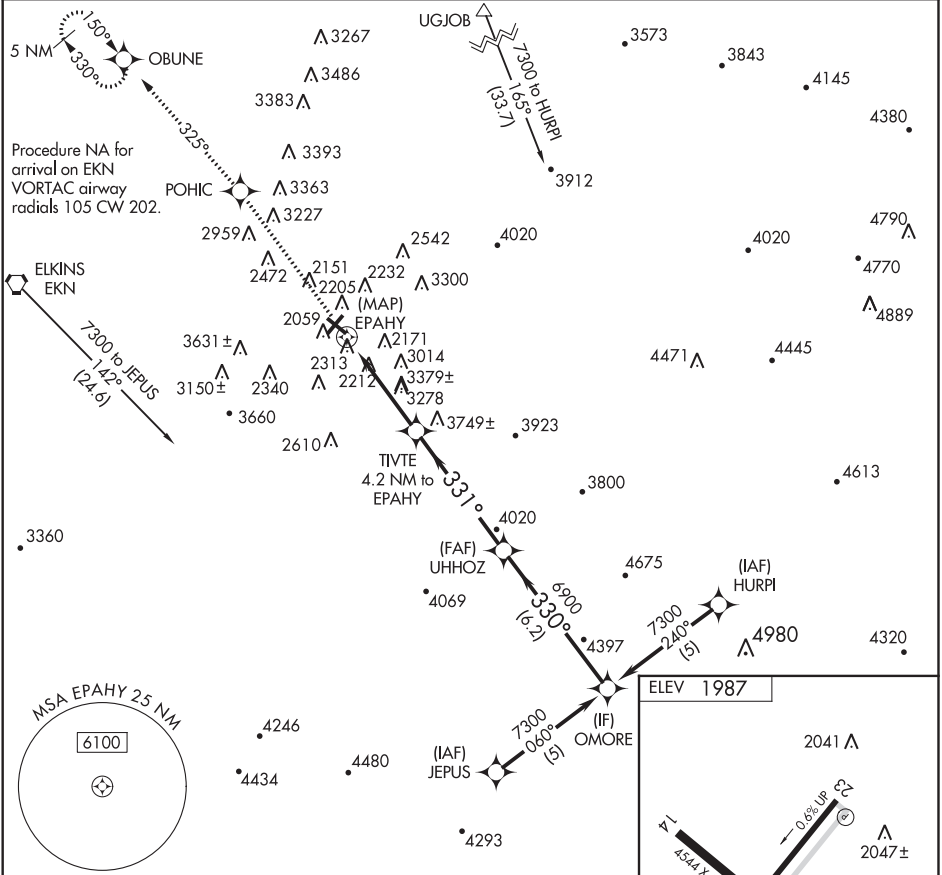 150°
5 NM
330°
OBUNE
3267
3486
3383
UGJOB
7300 to HURPI
165°
(33.7)
3573
3843
4145
4380
325°
Procedure NA for
arrival on EKN
VORTAC airway
radials 105 CW 202.
3393
POHIC
3363
3227
3912
2959
2472
2542
4020
4020
4790
4770
ELKINS
EKN
2151
2232
3300
2205
(MAP)
EPAHY
4889
7300 to JEPUS
142°
(24.6)
2059
2171
3631±
2313
3014
4471
4445
3150±
2340
2212
3379±
3278
3660
3749±
3923
2610
TIVTE
4.2 NM to
EPAHY
331°
3800
4613
3360
4020
(FAF)
UHHOZ
4675
(IAF)
HURPI
4069
6900
330°
(6.2)
7300
240°
(5)
4397
4980
4320
MSA EPAHY 25 NM
6100
4246
4434
4480
7300
060°
(5)
(IF)
OMORE
(IAF)
JEPUS
4293
ELEV 1987
2041
23
0.6% UP
P
14
4544 X
2047±